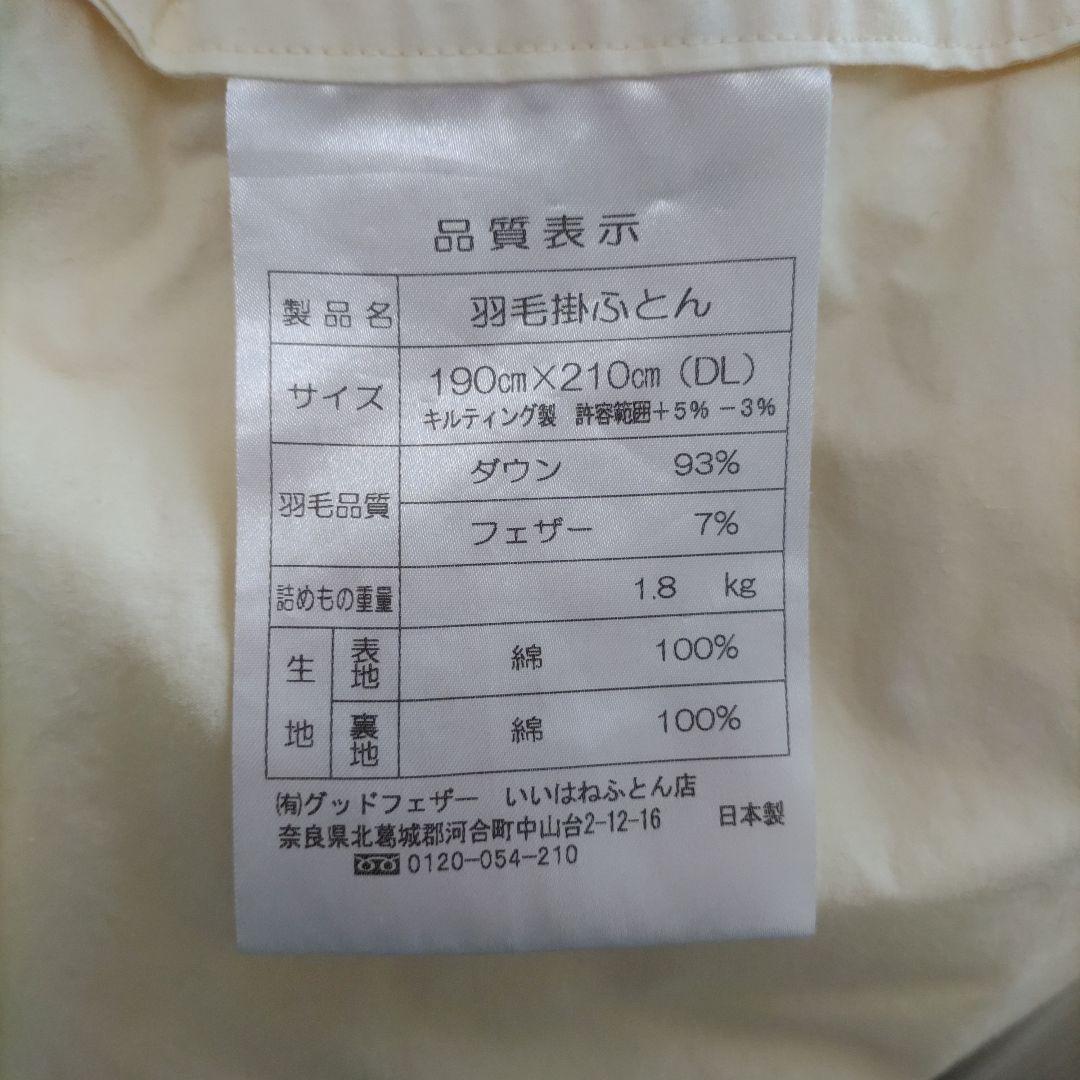 品質表示
製品名 羽毛掛ふとん
サイズ 190㎝×210㎝(DL)
キルティング製 許容範囲+5% -3%
羽毛品質 ダウン 93%
フェザー 7%
詰めもの重量 1.8 kg
生地 表地 綿 100%
裏地 綿 100%
㈲グッドフェザー いいはねふとん店
奈良県北葛城郡河合町中山台2-12-16 日本製
0120-054-210